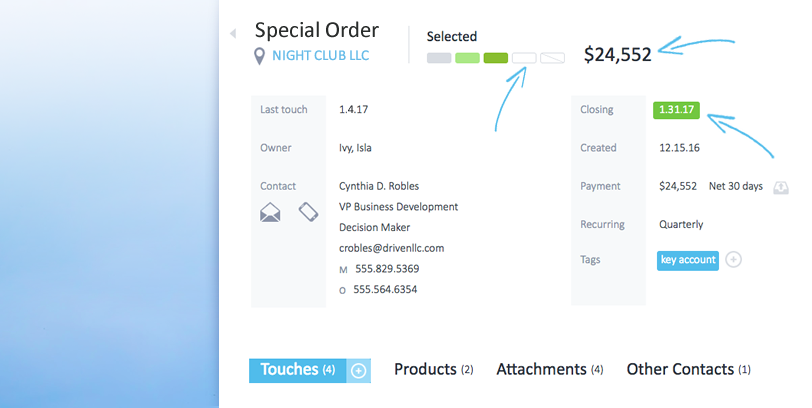 Special Order
NIGHT CLUB LLC
Selected
$24,552
Last touch 1.4.17
Owner Ivy, Isla
Contact Cynthia D. Robles
VP Business Development
Decision Maker
crobles@drivenllc.com
M 555.829.5369
O 555.564.6354
Closing 1.31.17
Created 12.15.16
Payment $24,552 Net 30 days
Recurring Quarterly
Tags key account
Touches (4) Products (2) Attachments (4) Other Contacts (1)